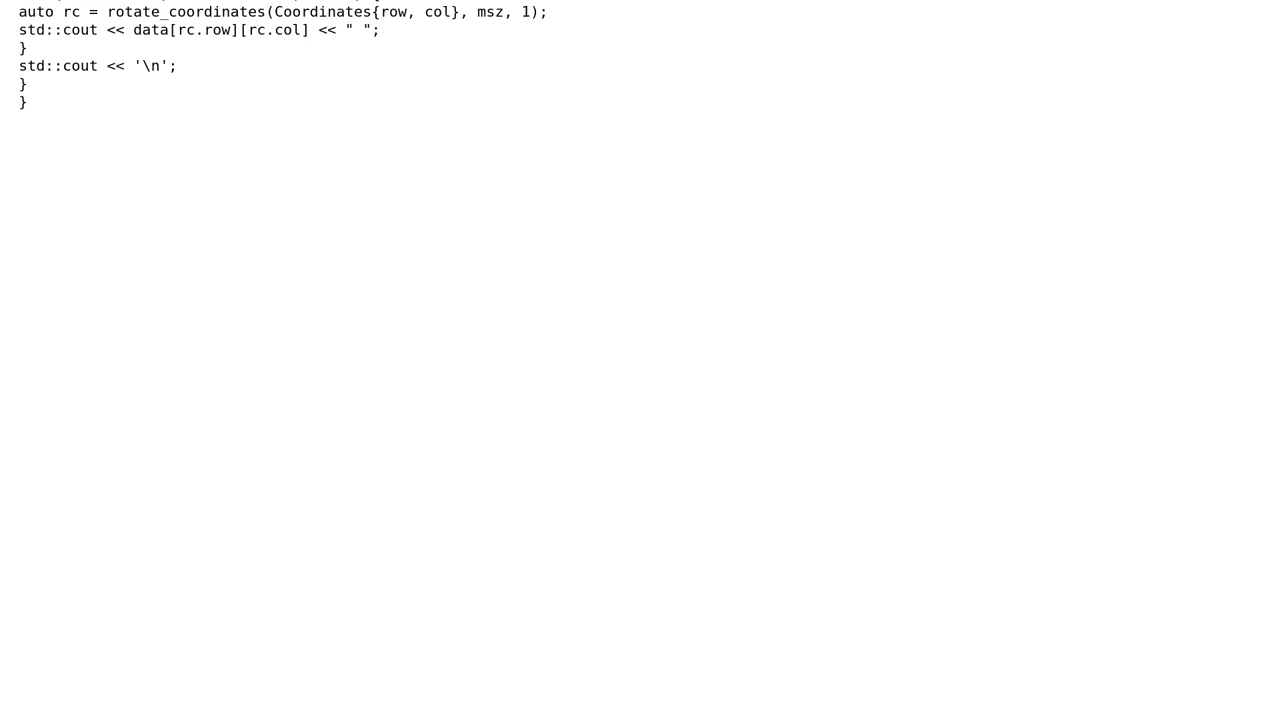 auto rc = rotate_coordinates(Coordinates{row, col}, msz, 1);
std::cout << data[rc.row][rc.col] << " ";
}
std::cout << '\n';
}
}